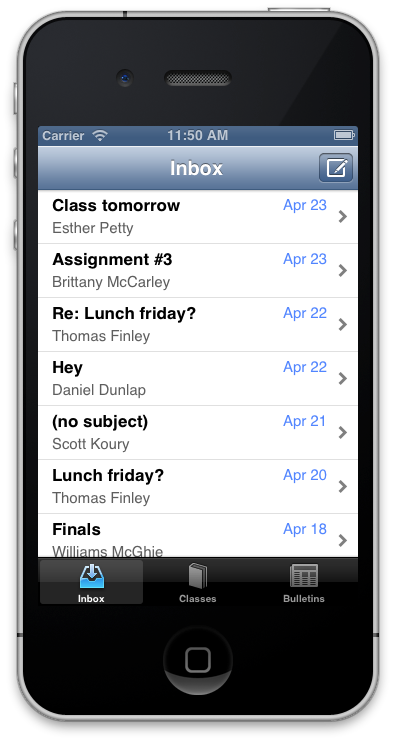 Carrier 11:50 AM
Inbox
Class tomorrow Apr 23
Esther Petty
Assignment #3 Apr 23
Brittany McCarley
Re: Lunch friday? Apr 22
Thomas Finley
Hey Apr 22
Daniel Dunlap
(no subject) Apr 21
Scott Koury
Lunch friday? Apr 20
Thomas Finley
Finals Apr 18
Williams McGhie
Inbox Classes Bulletins